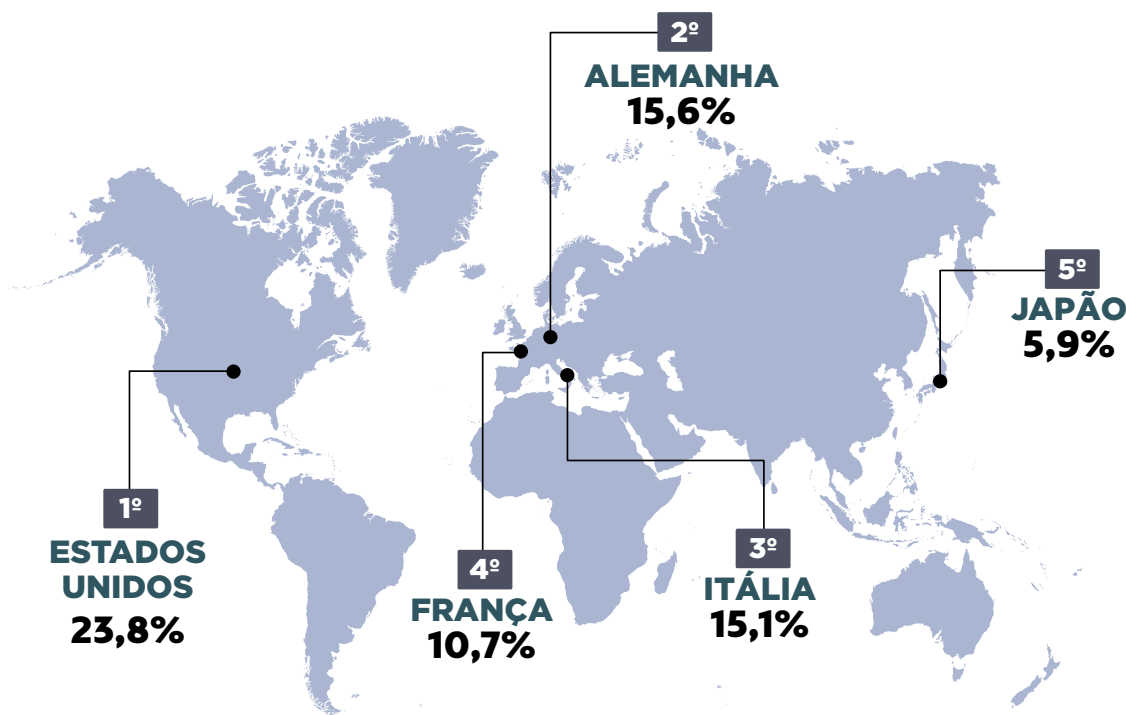 2º
ALEMANHA
15,6%
5º
JAPÃO
5,9%
1º
ESTADOS
UNIDOS
23,8%
4º
FRANÇA
10,7%
3º
ITÁLIA
15,1%